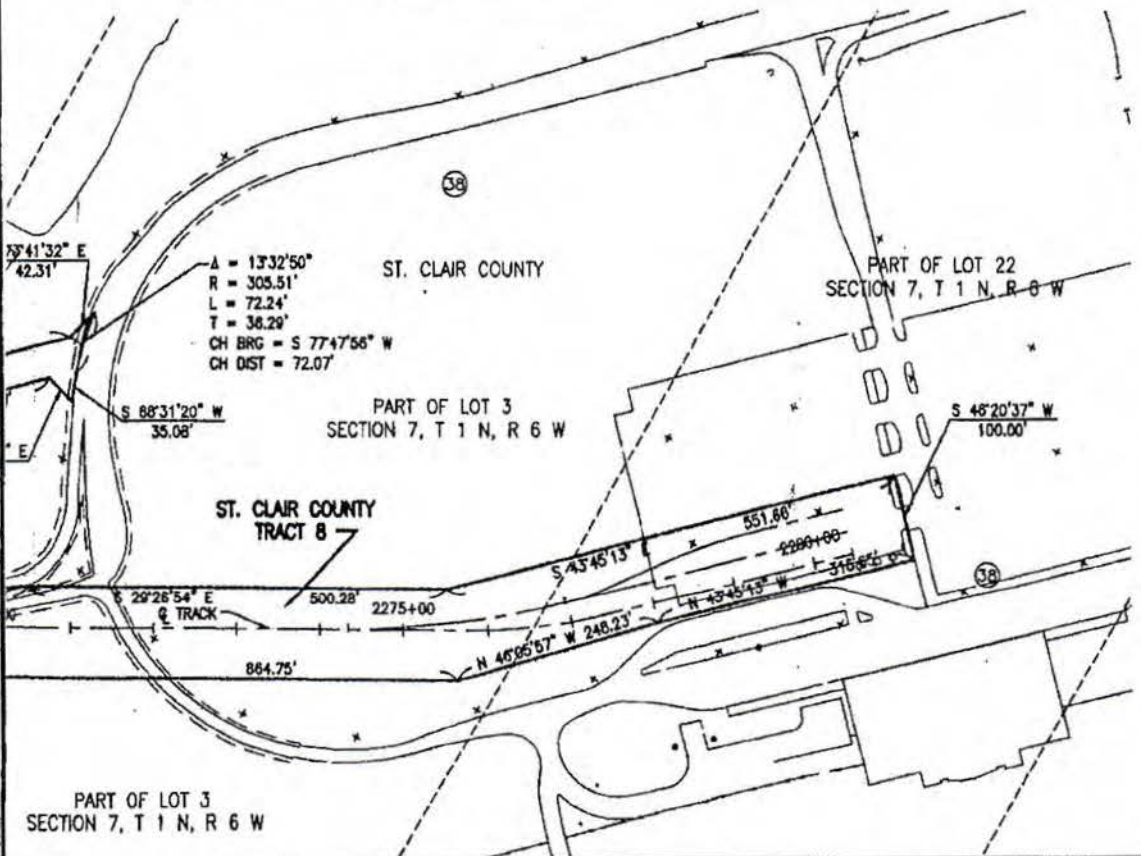 38
75°41'32" E
42.31'
Δ = 13°32'50"
R = 305.51'
L = 72.24'
T = 36.29'
CH BRG = S 77°47'56" W
CH DIST = 72.07'
ST. CLAIR COUNTY
PART OF LOT 22
SECTION 7, T 1 N, R 6 W
S 68°31'20" W
35.08'
PART OF LOT 3
SECTION 7, T 1 N, R 6 W
S 46°20'37" W
100.00'
" E
ST. CLAIR COUNTY
TRACT 8
551.66'
S 43°45'13"
2280+00
38
S 29°26'54" E
500.28'
2275+00
℄ TRACK
N 43°45'13" W
N 46°05'57" W 248.23'
864.75'
PART OF LOT 3
SECTION 7, T 1 N, R 6 W